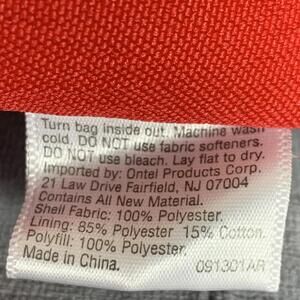 Turn bag inside out. Machine wash
cold. DO NOT use fabric softeners.
DO NOT use bleach. Lay flat to dry.
Imported by: Ontel Products Corp.
21 Law Drive Fairfield, NJ 07004
Contains All New Material.
Shell Fabric: 100% Polyester.
Lining: 85% Polyester 15% Cotton.
Polyfill: 100% Polyester.
Made in China. 091301AR